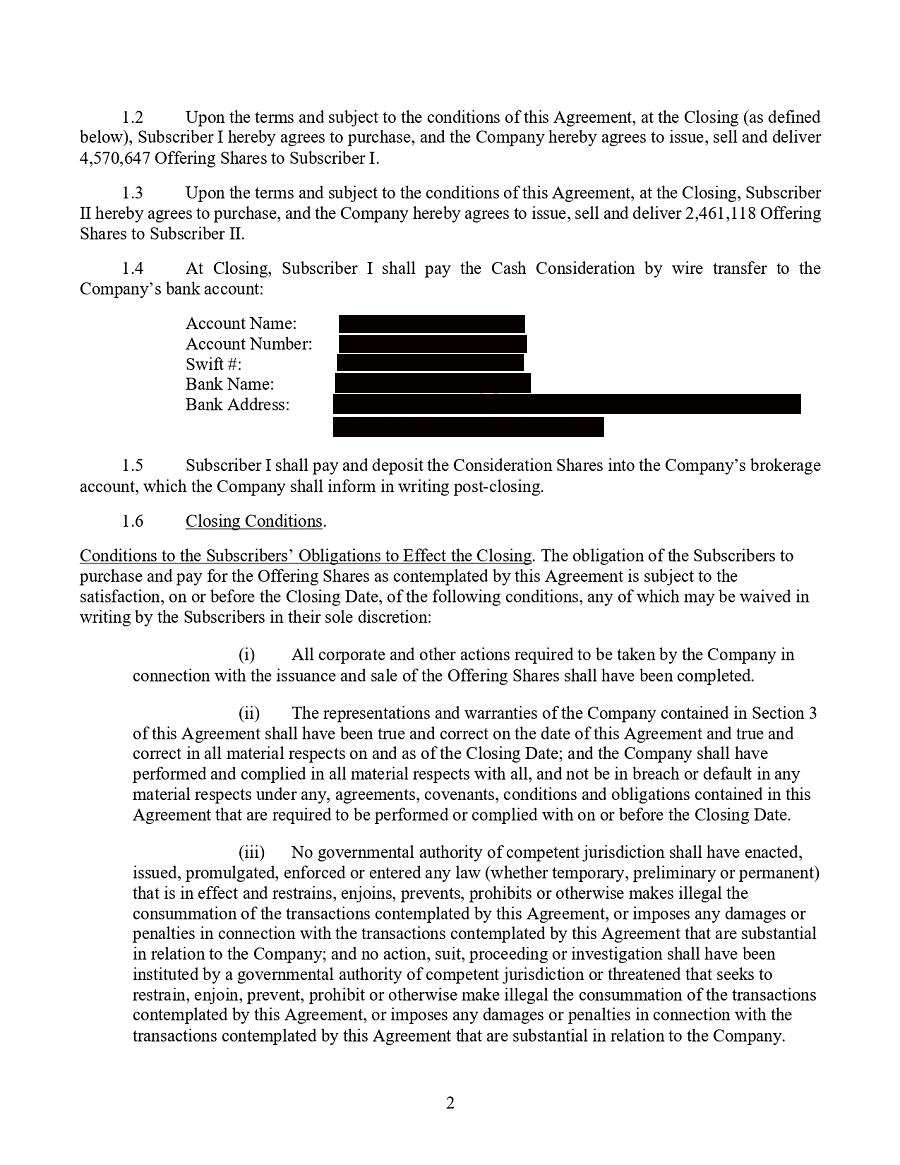 1.2 Upon the terms and subject to the conditions of this Agreement, at the Closing (as defined
below), Subscriber I hereby agrees to purchase, and the Company hereby agrees to issue, sell and deliver
4,570,647 Offering Shares to Subscriber I.
1.3 Upon the terms and subject to the conditions of this Agreement, at the Closing, Subscriber
II hereby agrees to purchase, and the Company hereby agrees to issue, sell and deliver 2,461,118 Offering
Shares to Subscriber II.
1.4 At Closing, Subscriber I shall pay the Cash Consideration by wire transfer to the
Company’s bank account:
Account Name:
Account Number:
Swift #:
Bank Name:
Bank Address:
1.5 Subscriber I shall pay and deposit the Consideration Shares into the Company’s brokerage
account, which the Company shall inform in writing post-closing.
1.6 Closing Conditions.
Conditions to the Subscribers’ Obligations to Effect the Closing. The obligation of the Subscribers to
purchase and pay for the Offering Shares as contemplated by this Agreement is subject to the
satisfaction, on or before the Closing Date, of the following conditions, any of which may be waived in
writing by the Subscribers in their sole discretion:
(i) All corporate and other actions required to be taken by the Company in
connection with the issuance and sale of the Offering Shares shall have been completed.
(ii) The representations and warranties of the Company contained in Section 3
of this Agreement shall have been true and correct on the date of this Agreement and true and
correct in all material respects on and as of the Closing Date; and the Company shall have
performed and complied in all material respects with all, and not be in breach or default in any
material respects under any, agreements, covenants, conditions and obligations contained in this
Agreement that are required to be performed or complied with on or before the Closing Date.
(iii) No governmental authority of competent jurisdiction shall have enacted,
issued, promulgated, enforced or entered any law (whether temporary, preliminary or permanent)
that is in effect and restrains, enjoins, prevents, prohibits or otherwise makes illegal the
consummation of the transactions contemplated by this Agreement, or imposes any damages or
penalties in connection with the transactions contemplated by this Agreement that are substantial
in relation to the Company; and no action, suit, proceeding or investigation shall have been
instituted by a governmental authority of competent jurisdiction or threatened that seeks to
restrain, enjoin, prevent, prohibit or otherwise make illegal the consummation of the transactions
contemplated by this Agreement, or imposes any damages or penalties in connection with the
transactions contemplated by this Agreement that are substantial in relation to the Company.
2